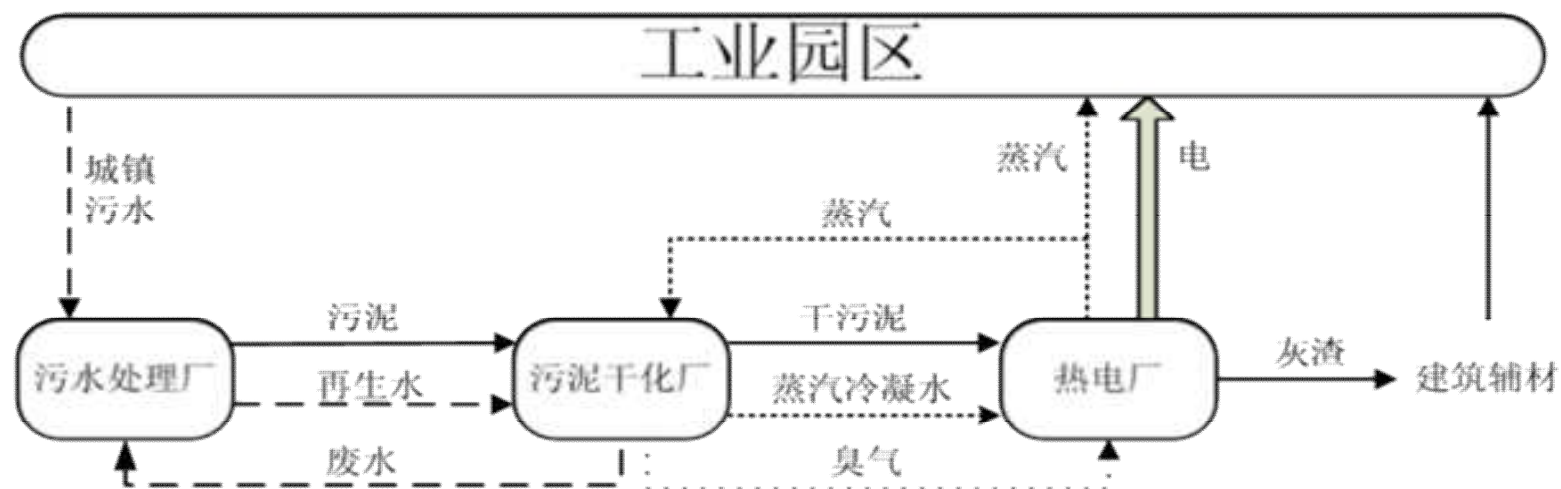 工业园区
城镇
污水
蒸汽
蒸汽
电
污泥
干污泥
污水处理厂
再生水
污泥干化厂
蒸汽冷凝水
热电厂
灰渣
建筑辅材
废水
臭气